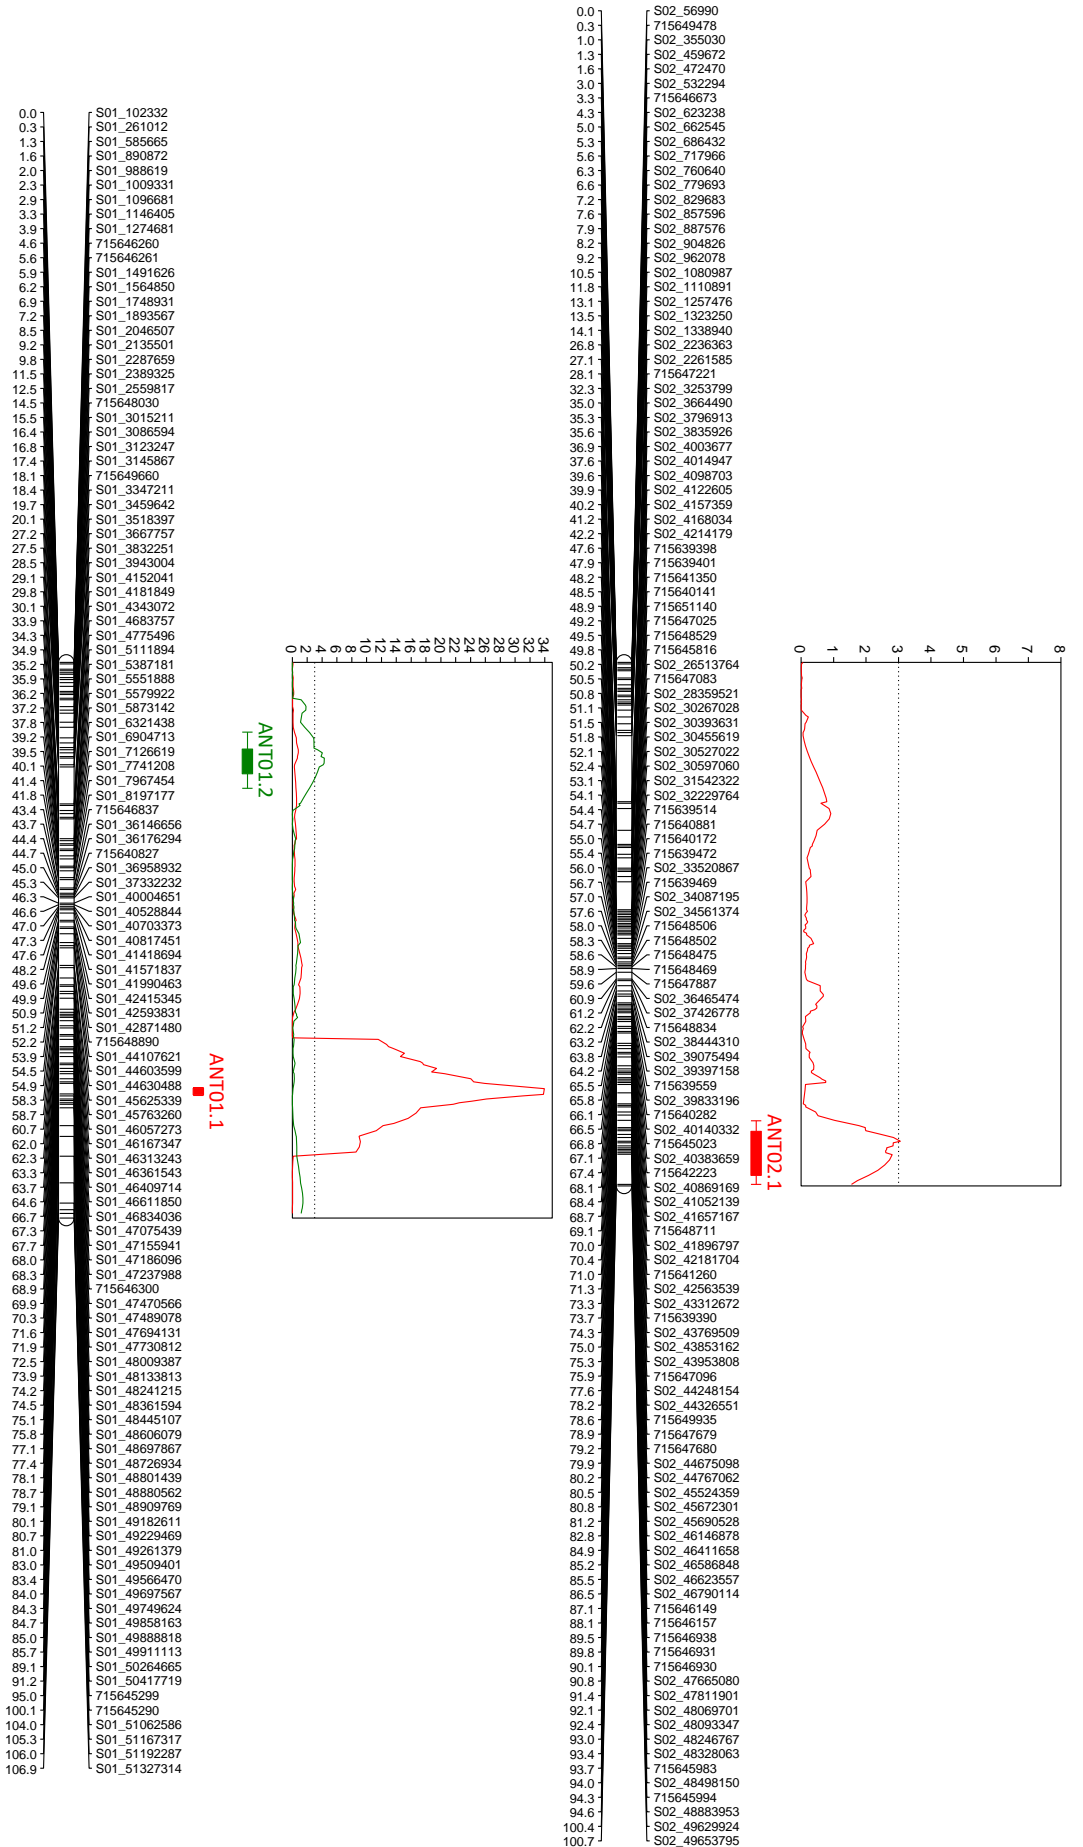 0.0 S01_102332
0.3 S01_261012
1.3 S01_585665
1.6 S01_890872
2.0 S01_988619
2.3 S01_1009331
2.9 S01_1096681
3.3 S01_1146405
3.9 S01_1274681
4.6 715646260
5.6 715646261
5.9 S01_1491626
6.2 S01_1564850
6.9 S01_1748931
7.2 S01_1893567
8.5 S01_2046507
9.2 S01_2135501
9.8 S01_2287659
11.5 S01_2389325
12.5 S01_2559817
14.5 715648030
15.5 S01_3015211
16.4 S01_3086594
16.8 S01_3123247
17.4 S01_3145867
18.1 715649660
18.4 S01_3347211
19.7 S01_3459642
20.1 S01_3518397
27.2 S01_3667757
27.5 S01_3832251
28.5 S01_3943004
29.1 S01_4152041
29.8 S01_4181849
30.1 S01_4343072
33.9 S01_4683757
34.3 S01_4775496
34.9 S01_5111894
35.2 S01_5387181
35.9 S01_5551888
36.2 S01_5579922
37.2 S01_5873142
37.8 S01_6321438
39.2 S01_6904713
39.5 S01_7126619
40.1 S01_7741208
41.4 S01_7967454
41.8 S01_8197177
43.4 715646837
43.7 S01_36146656
44.4 S01_36176294
44.7 715640827
45.0 S01_36958932
45.3 S01_37332232
46.3 S01_40004651
46.6 S01_40528844
47.0 S01_40703373
47.3 S01_40817451
47.6 S01_41418694
48.2 S01_41571837
49.6 S01_41990463
49.9 S01_42415345
50.9 S01_42593831
51.2 S01_42871480
52.2 715648890
53.9 S01_44107621
54.5 S01_44603599
54.9 S01_44630488
58.3 S01_45625339
58.7 S01_45763260
60.7 S01_46057273
62.0 S01_46167347
62.3 S01_46313243
63.3 S01_46361543
63.7 S01_46409714
64.6 S01_46611850
66.7 S01_46834036
67.3 S01_47075439
67.7 S01_47155941
68.0 S01_47186096
68.3 S01_47237988
68.9 715646300
69.9 S01_47470566
70.3 S01_47489078
71.6 S01_47694131
71.9 S01_47730812
72.5 S01_48009387
73.9 S01_48133813
74.2 S01_48241215
74.5 S01_48361594
75.1 S01_48445107
75.8 S01_48606079
77.1 S01_48697867
77.4 S01_48726934
78.1 S01_48801439
78.7 S01_48880562
79.1 S01_48909769
80.1 S01_49182611
80.7 S01_49229469
81.0 S01_49261379
83.0 S01_49509401
83.4 S01_49566470
84.0 S01_49697567
84.3 S01_49749624
84.7 S01_49858163
85.0 S01_49888818
85.7 S01_49911113
89.1 S01_50264665
91.2 S01_50417719
95.0 715645299
100.1 715645290
104.0 S01_51062586
105.3 S01_51167317
106.0 S01_51192287
106.9 S01_51327314
0 2 4 6 8 10 12 14 16 18 20 22 24 26 28 30 32 34
ANT01.2
ANT01.1
0.0 S02_56990
0.3 715649478
1.0 S02_355030
1.3 S02_459672
1.6 S02_472470
3.0 S02_532294
3.3 715646673
4.3 S02_623238
5.0 S02_662545
5.3 S02_686432
5.6 S02_717966
6.3 S02_760640
6.6 S02_779693
7.2 S02_829683
7.6 S02_857596
7.9 S02_887576
8.2 S02_904826
9.2 S02_962078
10.5 S02_1080987
11.8 S02_1110891
13.1 S02_1257476
13.5 S02_1323250
14.1 S02_1338940
26.8 S02_2236363
27.1 S02_2261585
28.1 715647221
32.3 S02_3253799
35.0 S02_3664490
35.3 S02_3796913
35.6 S02_3835926
36.9 S02_4003677
37.6 S02_4014947
39.6 S02_4098703
39.9 S02_4122605
40.2 S02_4157359
41.2 S02_4168034
42.2 S02_4214179
47.6 715639398
47.9 715639401
48.2 715641350
48.5 715640141
48.9 715651140
49.2 715647025
49.5 715648529
49.8 715645816
50.2 S02_26513764
50.5 715647083
50.8 S02_28359521
51.1 S02_30267028
51.5 S02_30393631
51.8 S02_30455619
52.1 S02_30527022
52.4 S02_30597060
53.1 S02_31542322
54.1 S02_32229764
54.4 715639514
54.7 715640881
55.0 715640172
55.4 715639472
56.0 S02_33520867
56.7 715639469
57.0 S02_34087195
57.6 S02_34561374
58.0 715648506
58.3 715648502
58.6 715648475
58.9 715648469
59.6 715647887
60.9 S02_36465474
61.2 S02_37426778
62.2 715648834
63.2 S02_38444310
63.8 S02_39075494
64.2 S02_39397158
65.5 715639559
65.8 S02_39833196
66.1 715640282
66.5 S02_40140332
66.8 715645023
67.1 S02_40383659
67.4 715642223
68.1 S02_40869169
68.4 S02_41052139
68.7 S02_41657167
69.1 715648711
70.0 S02_41896797
70.4 S02_42181704
71.0 715641260
71.3 S02_42563539
73.3 S02_43312672
73.7 715639390
74.3 S02_43769509
75.0 S02_43853162
75.3 S02_43953808
75.9 715647096
77.6 S02_44248154
78.2 S02_44326551
78.6 715649935
78.9 715647679
79.2 715647680
79.9 S02_44675098
80.2 S02_44767062
80.5 S02_45524359
80.8 S02_45672301
81.2 S02_45690528
82.8 S02_46146878
84.9 S02_46411658
85.2 S02_46586848
85.5 S02_46623557
86.5 S02_46790114
87.1 715646149
88.1 715646157
89.5 715646938
89.8 715646931
90.1 715646930
90.8 S02_47665080
91.4 S02_47811901
92.1 S02_48069701
92.4 S02_48093347
93.0 S02_48246767
93.4 S02_48328063
93.7 715645983
94.0 S02_48498150
94.3 715645994
94.6 S02_48883953
100.4 S02_49629924
100.7 S02_49653795
0 1 2 3 4 5 6 7 8
ANT02.1